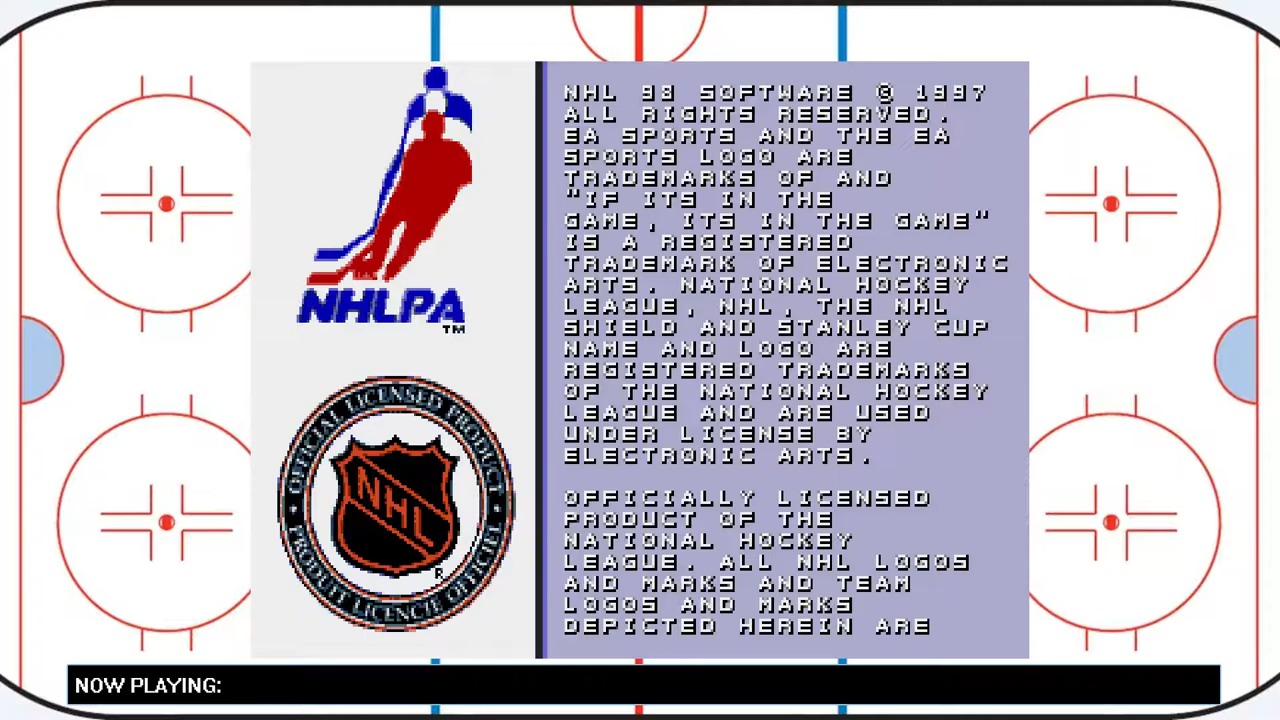 NHLPA
TM
OFFICIAL LICENSED PRODUCT
NHL
R
PRODUIT LICENCIE OFFICIEL
NHL 98 SOFTWARE © 1997
ALL RIGHTS RESERVED.
EA SPORTS AND THE EA
SPORTS LOGO ARE
TRADEMARKS OF AND
"IF ITS IN THE
GAME, ITS IN THE GAME"
IS A REGISTERED
TRADEMARK OF ELECTRONIC
ARTS. NATIONAL HOCKEY
LEAGUE, NHL, THE NHL
SHIELD AND STANLEY CUP
NAME AND LOGO ARE
REGISTERED TRADEMARKS
OF THE NATIONAL HOCKEY
LEAGUE AND ARE USED
UNDER LICENSE BY
ELECTRONIC ARTS.
OFFICIALLY LICENSED
PRODUCT OF THE
NATIONAL HOCKEY
LEAGUE. ALL NHL LOGOS
AND MARKS AND TEAM
LOGOS AND MARKS
DEPICTED HEREIN ARE
NOW PLAYING: